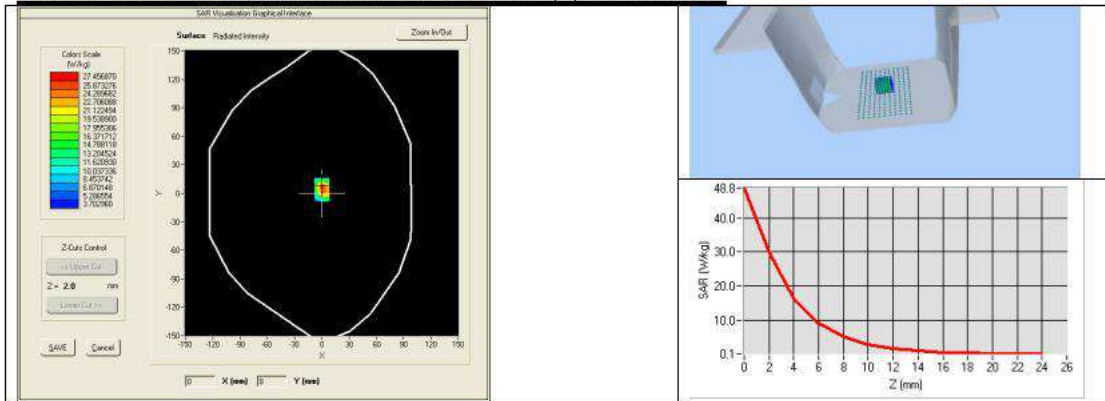 SAR Visualisation Graphical Interface
Surface Radiated Intensity
Zoom In/Out
Colors Scale
(W/kg)
27.456870
25.873276
24.289682
22.706088
21.122494
19.538900
17.955306
16.371712
14.788118
13.204524
11.620930
10.037336
8.453742
6.870148
5.286554
3.702960
Z-Cuts Control
<< Upper Cut
Z = 2.0 mm
Lower Cut >>
SAVE Cancel
150
120
90
60
30
0
-30
-60
-90
-120
-150
Y
-150 -120 -90 -60 -30 0 30 60 90 120 150
X
0 X (mm) 0 Y (mm)
48.8
40.0
30.0
20.0
10.0
0.1
SAR (W/kg)
0 2 4 6 8 10 12 14 16 18 20 22 24 26
Z (mm)